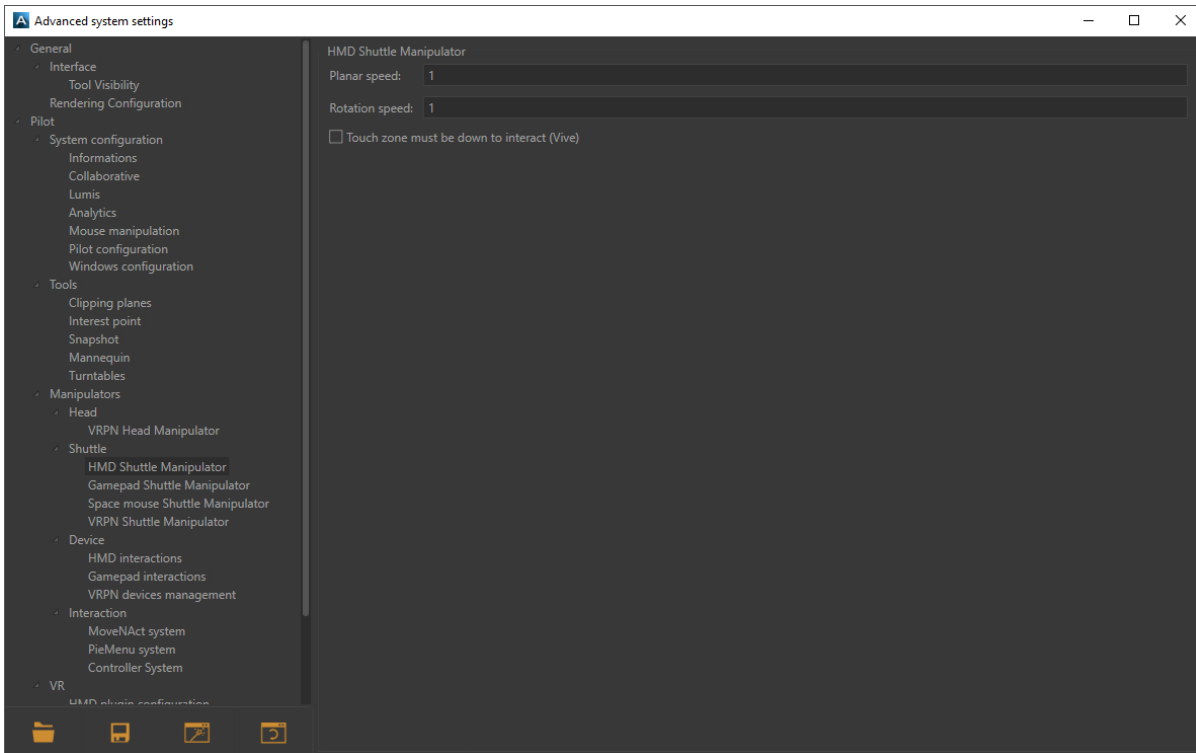 Advanced system settings
General
Interface
Tool Visibility
Rendering Configuration
Pilot
System configuration
Informations
Collaborative
Lumis
Analytics
Mouse manipulation
Pilot configuration
Windows configuration
Tools
Clipping planes
Interest point
Snapshot
Mannequin
Turntables
Manipulators
Head
VRPN Head Manipulator
Shuttle
HMD Shuttle Manipulator
Gamepad Shuttle Manipulator
Space mouse Shuttle Manipulator
VRPN Shuttle Manipulator
Device
HMD interactions
Gamepad interactions
VRPN devices management
Interaction
MoveNAct system
PieMenu system
Controller System
VR
HMD plugin configuration
HMD Shuttle Manipulator
Planar speed: 1
Rotation speed: 1
Touch zone must be down to interact (Vive)